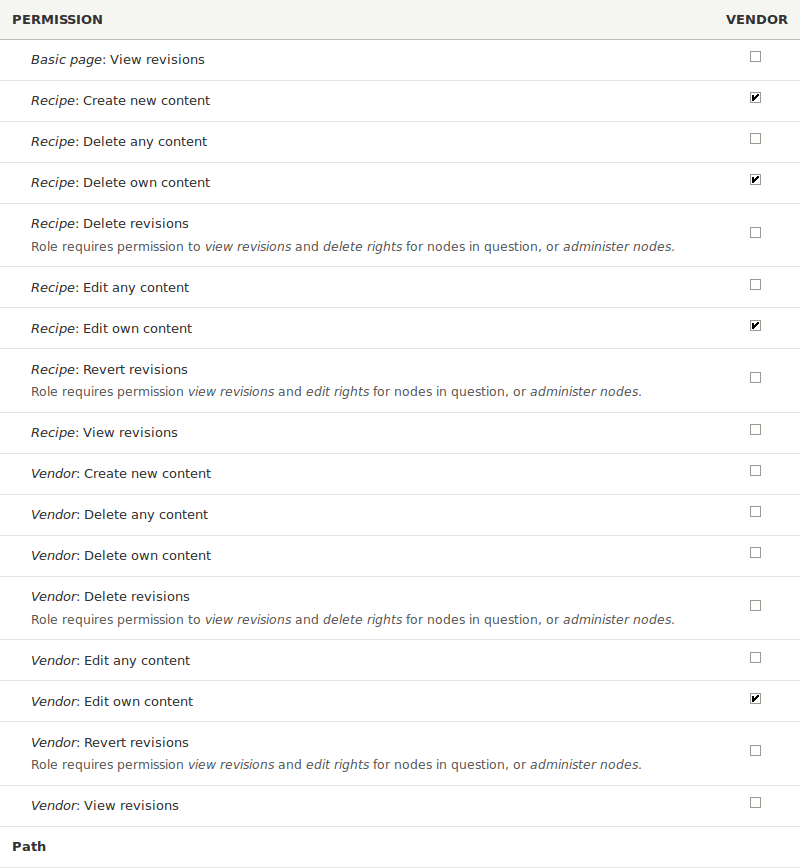 PERMISSION VENDOR
Basic page: View revisions
Recipe: Create new content
Recipe: Delete any content
Recipe: Delete own content
Recipe: Delete revisions
Role requires permission to view revisions and delete rights for nodes in question, or administer nodes.
Recipe: Edit any content
Recipe: Edit own content
Recipe: Revert revisions
Role requires permission view revisions and edit rights for nodes in question, or administer nodes.
Recipe: View revisions
Vendor: Create new content
Vendor: Delete any content
Vendor: Delete own content
Vendor: Delete revisions
Role requires permission to view revisions and delete rights for nodes in question, or administer nodes.
Vendor: Edit any content
Vendor: Edit own content
Vendor: Revert revisions
Role requires permission view revisions and edit rights for nodes in question, or administer nodes.
Vendor: View revisions
Path